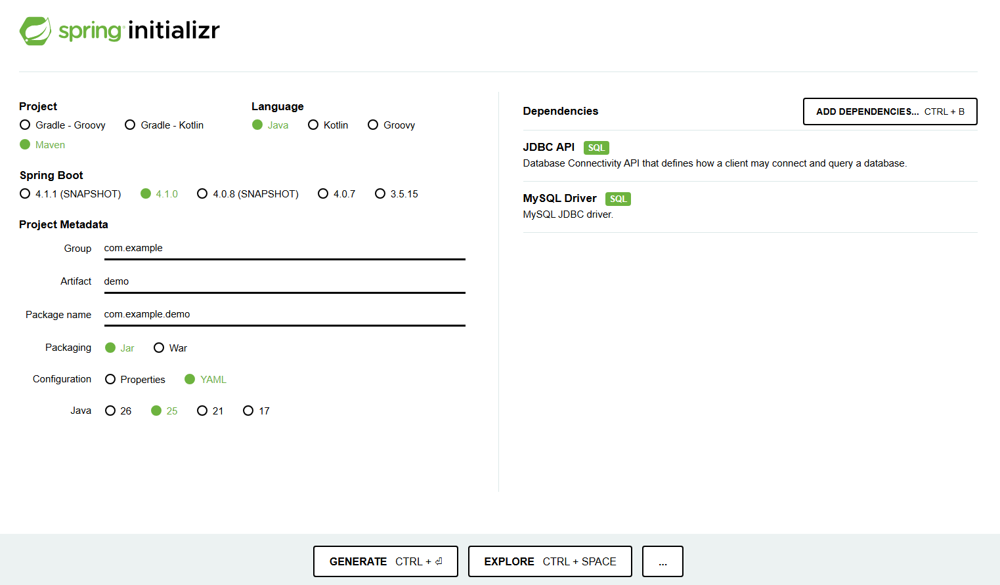 spring initializr
Project
Gradle - Groovy Gradle - Kotlin
Maven
Language
Java Kotlin Groovy
Spring Boot
4.1.1 (SNAPSHOT) 4.1.0 4.0.8 (SNAPSHOT) 4.0.7 3.5.15
Project Metadata
Group com.example
Artifact demo
Package name com.example.demo
Packaging Jar War
Configuration Properties YAML
Java 26 25 21 17
Dependencies ADD DEPENDENCIES... CTRL + B
JDBC API SQL
Database Connectivity API that defines how a client may connect and query a database.
MySQL Driver SQL
MySQL JDBC driver.
GENERATE CTRL + ⏎ EXPLORE CTRL + SPACE ...